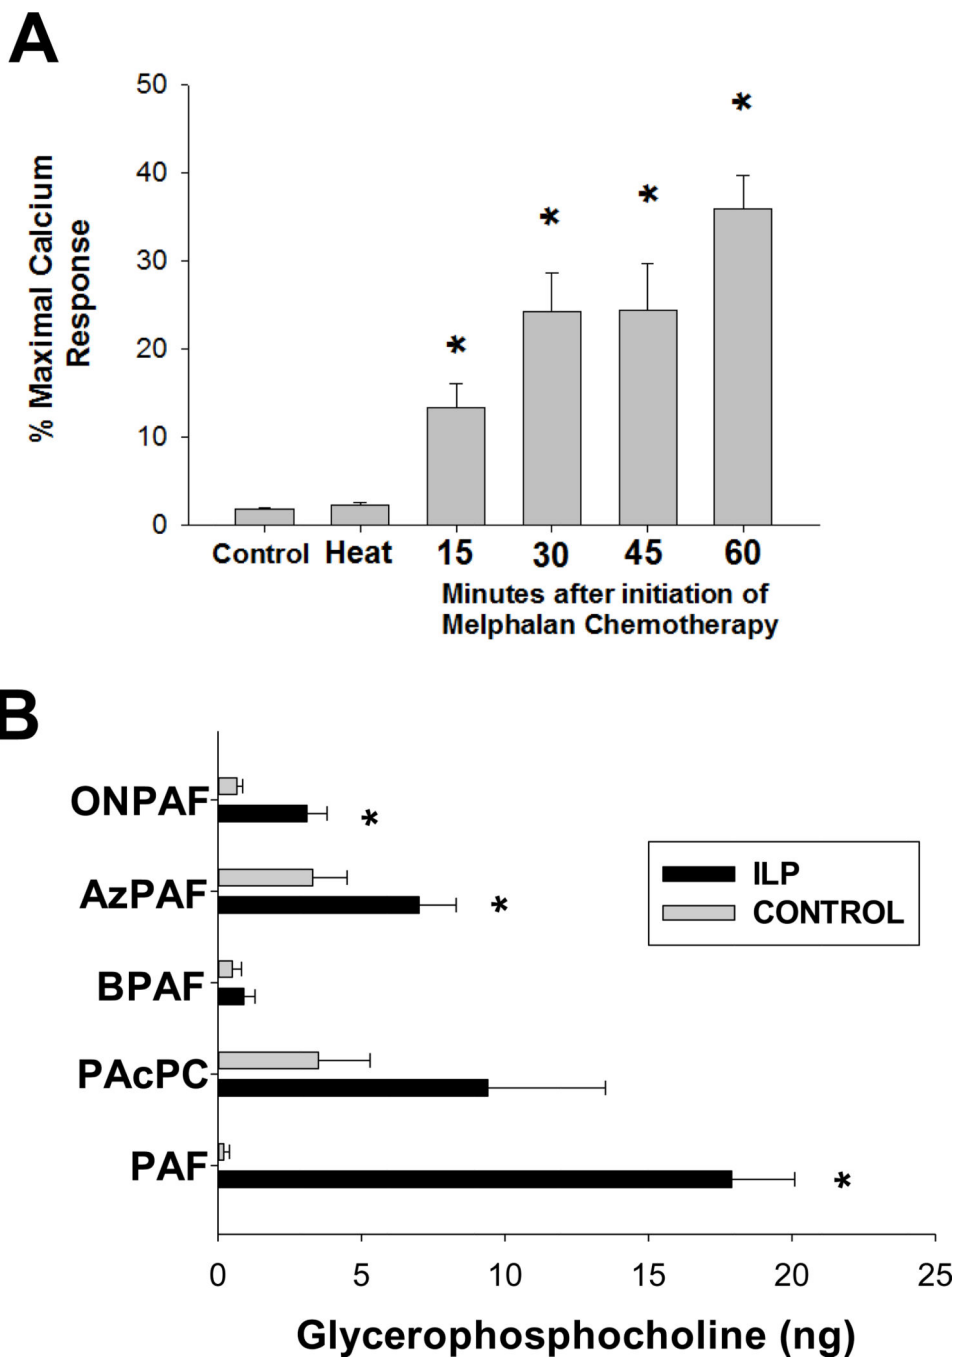 A
50
40
30
20
10
0
% Maximal Calcium
Response
*
*
*
*
Control Heat 15 30 45 60
Minutes after initiation of
Melphalan Chemotherapy
B
ONPAF
*
AzPAF
*
BPAF
PAcPC
PAF
*
ILP
CONTROL
0 5 10 15 20 25
Glycerophosphocholine (ng)